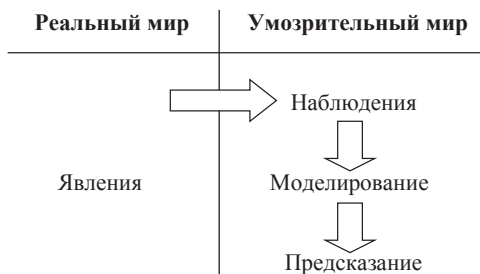 Реальный мир
Умозрительный мир
Наблюдения
Явления
Моделирование
Предсказание